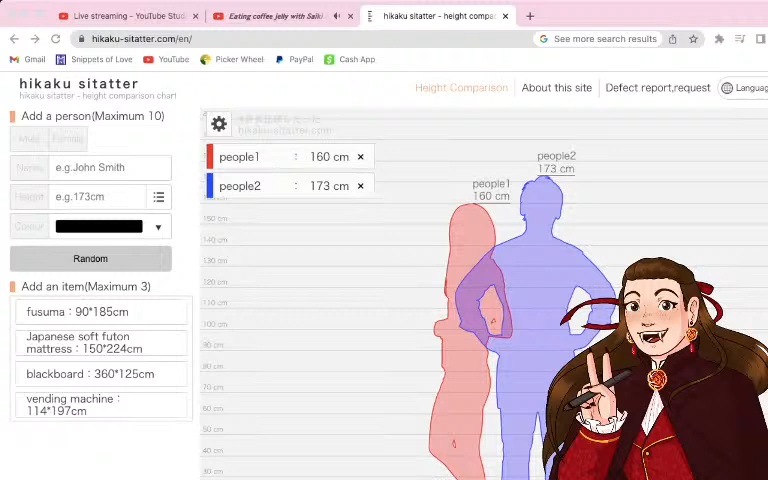 Live streaming - YouTube Stud
Eating coffee jelly with Saiki
hikaku-sitatter - height compar
hikaku-sitatter.com/en/
See more search results
Gmail
Snippets of Love
YouTube
Picker Wheel
PayPal
Cash App
hikaku sitatter
hikaku sitatter - height comparison chart
Height Comparison
About this site
Defect report,request
Languag
Add a person(Maximum 10)
Male
Female
Name
e.g.John Smith
Height
e.g.173cm
Colour
Random
Add an item(Maximum 3)
fusuma：90*185cm
Japanese soft futon
mattress：150*224cm
blackboard：360*125cm
vending machine：
114*197cm
hikaku-sitatter.com
people1 : 160 cm ×
people2 : 173 cm ×
people2
173 cm
people1
160 cm
150 cm
140 cm
130 cm
120 cm
110 cm
100 cm
90 cm
80 cm
70 cm
60 cm
50 cm
40 cm
30 cm